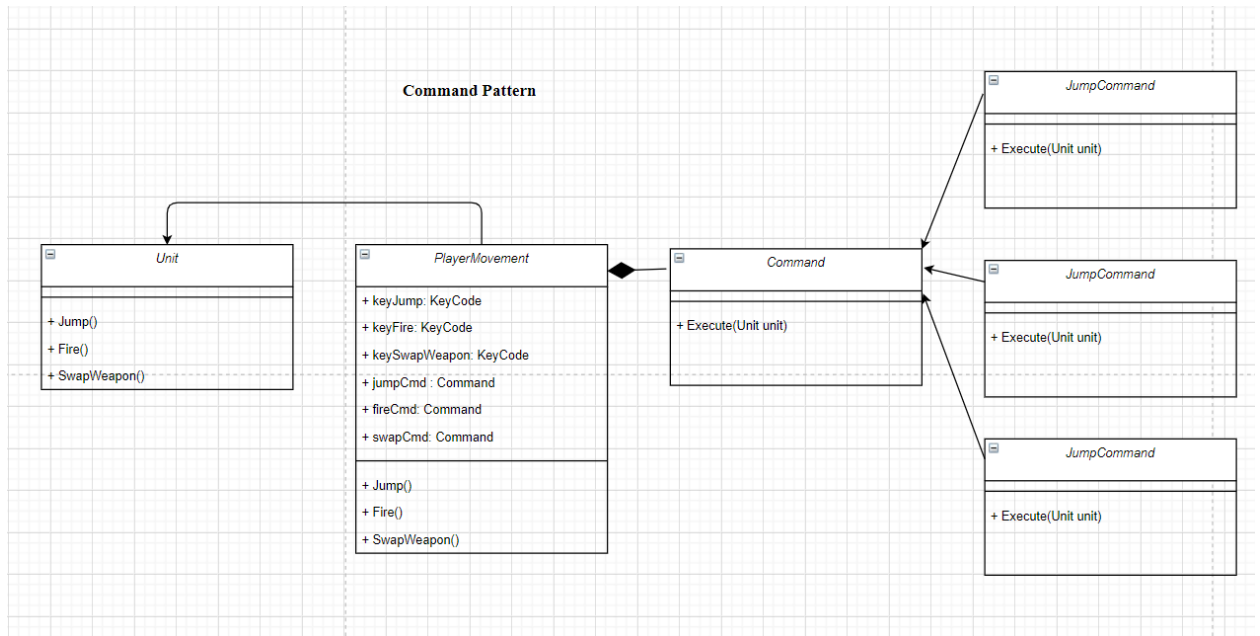 Command Pattern
Unit
+ Jump()
+ Fire()
+ SwapWeapon()
PlayerMovement
+ keyJump: KeyCode
+ keyFire: KeyCode
+ keySwapWeapon: KeyCode
+ jumpCmd : Command
+ fireCmd: Command
+ swapCmd: Command
+ Jump()
+ Fire()
+ SwapWeapon()
Command
+ Execute(Unit unit)
JumpCommand
+ Execute(Unit unit)
JumpCommand
+ Execute(Unit unit)
JumpCommand
+ Execute(Unit unit)